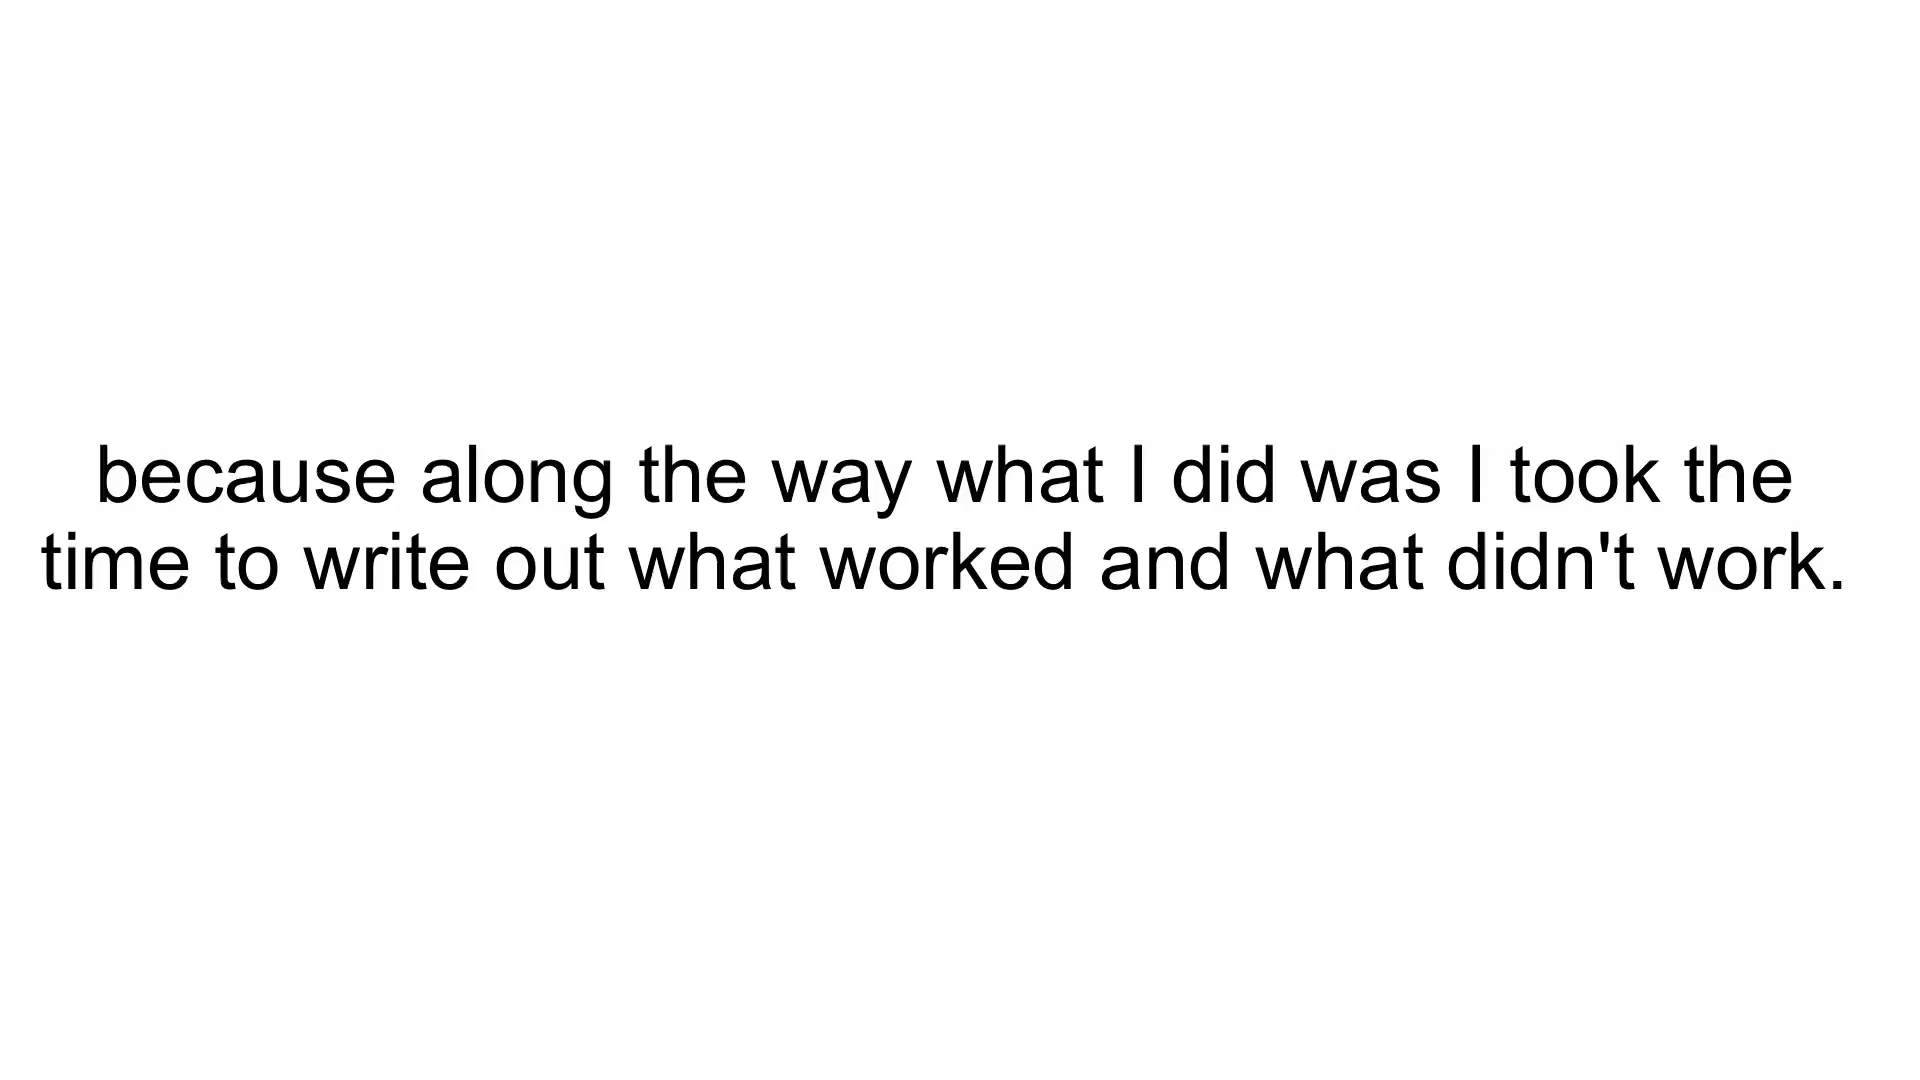 because along the way what I did was I took the
time to write out what worked and what didn't work.